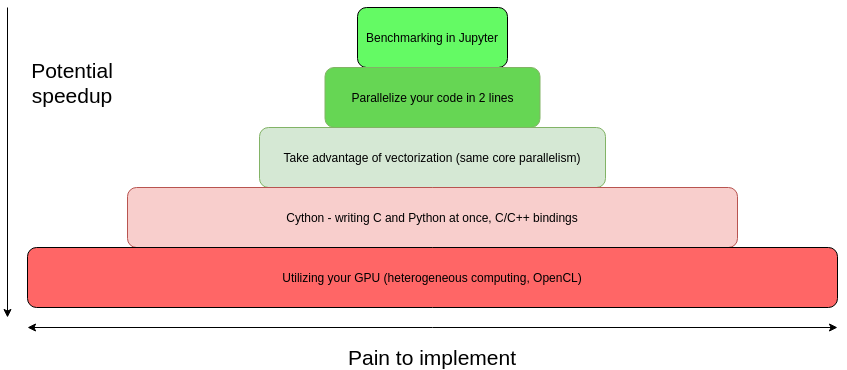 Benchmarking in Jupyter
Potential
speedup
Parallelize your code in 2 lines
Take advantage of vectorization (same core parallelism)
Cython - writing C and Python at once, C/C++ bindings
Utilizing your GPU (heterogeneous computing, OpenCL)
Pain to implement